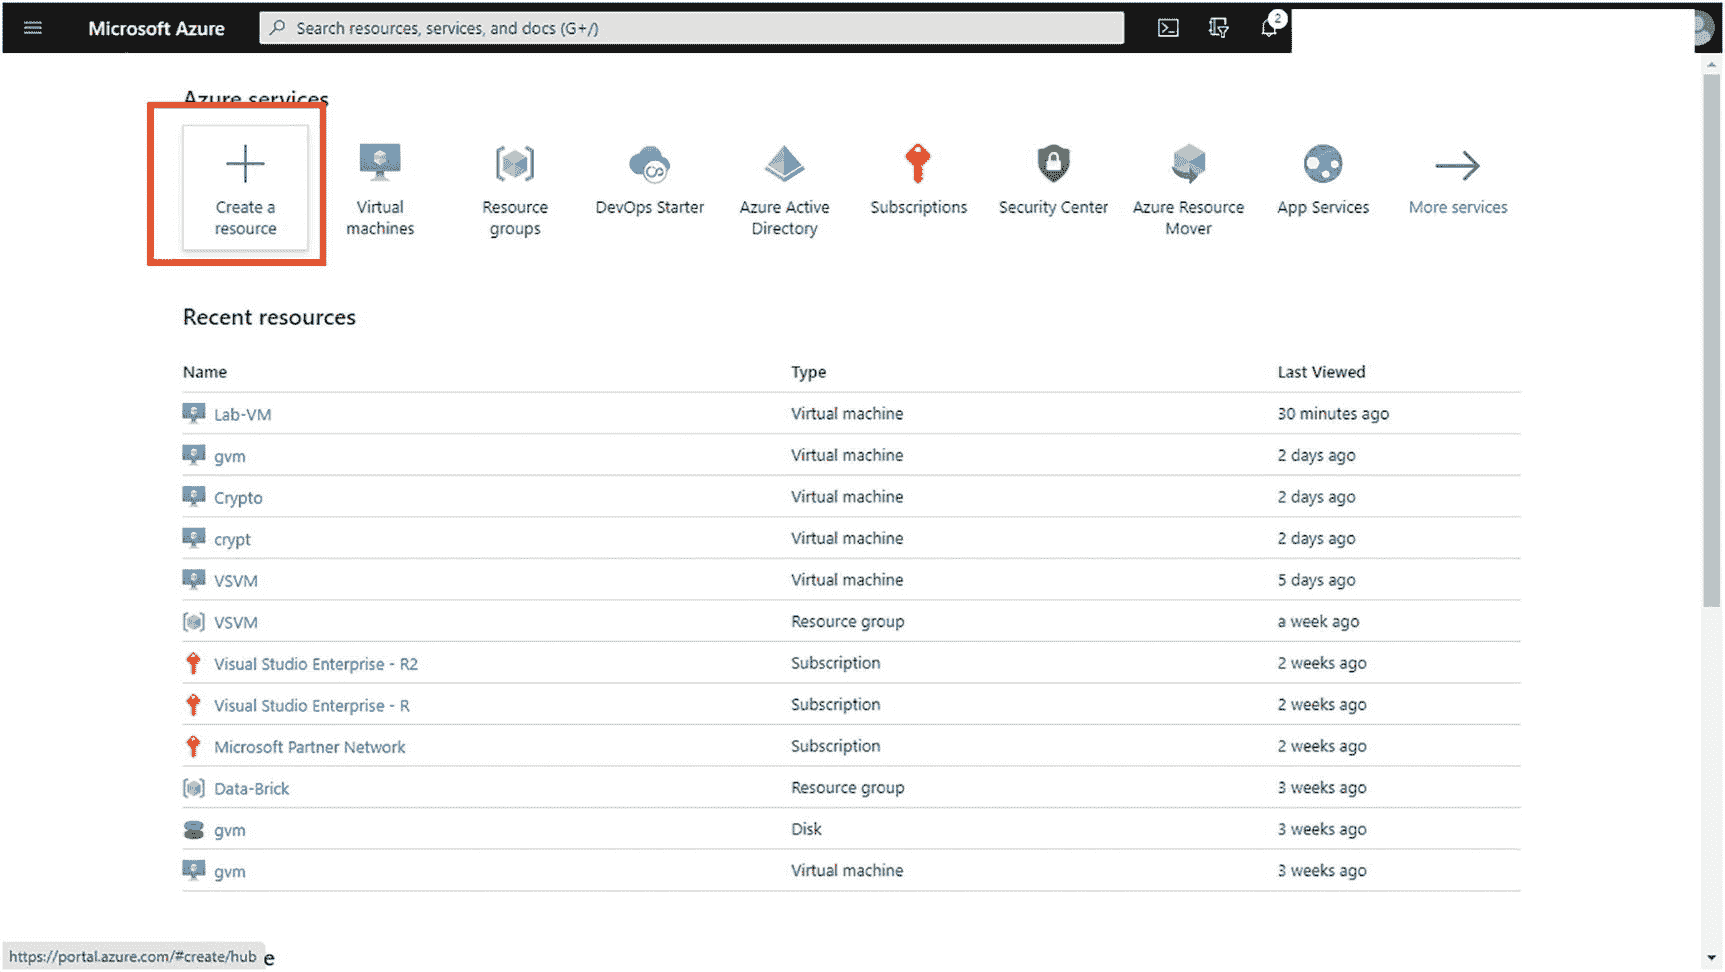 Microsoft Azure
Search resources, services, and docs (G+/)
2
Azure services
Create a
resource
Virtual
machines
Resource
groups
DevOps Starter
Azure Active
Directory
Subscriptions
Security Center
Azure Resource
Mover
App Services
More services
Recent resources
Name Type Last Viewed
Lab-VM Virtual machine 30 minutes ago
gvm Virtual machine 2 days ago
Crypto Virtual machine 2 days ago
crypt Virtual machine 2 days ago
VSVM Virtual machine 5 days ago
VSVM Resource group a week ago
Visual Studio Enterprise - R2 Subscription 2 weeks ago
Visual Studio Enterprise - R Subscription 2 weeks ago
Microsoft Partner Network Subscription 2 weeks ago
Data-Brick Resource group 3 weeks ago
gvm Disk 3 weeks ago
gvm Virtual machine 3 weeks ago
https://portal.azure.com/#create/hub e